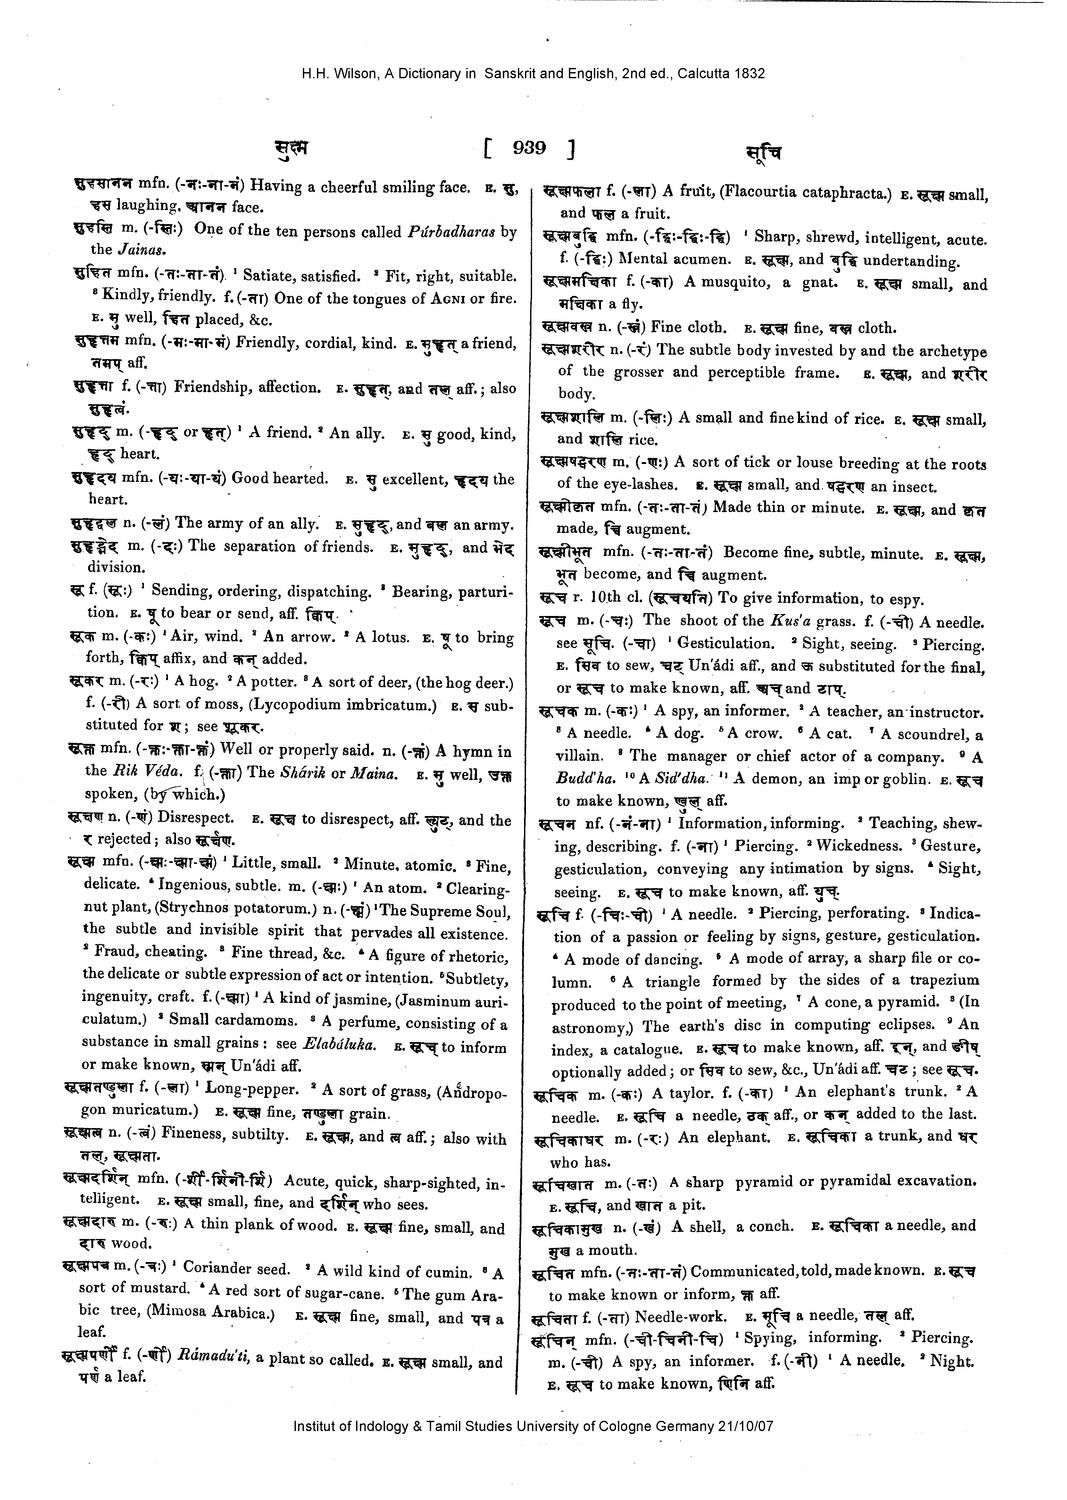 H.H. Wilson, A Dictionary in Sanskrit and English, 2nd ed., Calcutta 1832
सुक्ष्म [ 939 ] सूचि
सुहसानन mfn. (-नः-ना-नं) Having a cheerful smiling face. E. सु,
हस laughing, आनन face.
सुहस्ति m. (-स्तिः) One of the ten persons called Púrbadharas by
the Jainas.
सुहित mfn. (-तः-ता-तं) ¹ Satiate, satisfied. ² Fit, right, suitable.
³ Kindly, friendly. f. (-ता) One of the tongues of AGNI or fire.
E. सु well, हित placed, &c.
सुहृत्तम mfn. (-मः-मा-मं) Friendly, cordial, kind. E. सुहृत् a friend,
तमप् aff.
सुहृत्ता f. (-त्ता) Friendship, affection. E. सुहृत्, and तल् aff.; also
सुहृत्त्वं.
सुहृद् m. (-हृद् or हृत्) ¹ A friend. ² An ally. E. सु good, kind,
हृद् heart.
सुहृदय mfn. (-यः-या-यं) Good hearted. E. सु excellent, हृदय the
heart.
सुहृद्बल n. (-लं) The army of an ally. E. सुहृद्, and बल an army.
सुहृद्भेद m. (-दः) The separation of friends. E. सुहृद्, and भेद
division.
सू f. (सूः) ¹ Sending, ordering, dispatching. ² Bearing, parturi-
tion. E. षू to bear or send, aff. क्विप्.
सूक m. (-कः) ¹ Air, wind. ² An arrow. ³ A lotus. E. षू to bring
forth, क्विप् affix, and कन् added.
सूकर m. (-रः) ¹ A hog. ² A potter. ³ A sort of deer, (the hog deer.)
f. (-री) A sort of moss, (Lycopodium imbricatum.) E. स sub-
stituted for श; see शूकर.
सूक्त mfn. (-क्तः-क्ता-क्तं) Well or properly said. n. (-क्तं) A hymn in
the Rik Véda. f. (-क्ता) The Shárik or Maina. E. सु well, उक्त
spoken, (by which.)
सूक्षण n. (-णं) Disrespect. E. सूक्ष to disrespect, aff. ल्युट्, and the
र rejected; also सूर्क्षण.
सूक्ष्म mfn. (-क्ष्मः-क्ष्मा-क्ष्मं) ¹ Little, small. ² Minute, atomic. ³ Fine,
delicate. ⁴ Ingenious, subtle. m. (-क्ष्मः) ¹ An atom. ² Clearing-
nut plant, (Strychnos potatorum.) n. (-क्ष्मं) ¹ The Supreme Soul,
the subtle and invisible spirit that pervades all existence.
² Fraud, cheating. ³ Fine thread, &c. ⁴ A figure of rhetoric,
the delicate or subtle expression of act or intention. ⁵ Subtlety,
ingenuity, craft. f. (-क्ष्मा) ¹ A kind of jasmine, (Jasminum auri-
culatum.) ² Small cardamoms. ³ A perfume, consisting of a
substance in small grains: see Elabáluka. E. सूच् to inform
or make known, स्मन् Un'ádi aff.
सूक्ष्मतण्डुला f. (-ला) ¹ Long-pepper. ² A sort of grass, (Andropo-
gon muricatum.) E. सूक्ष्म fine, तण्डुला grain.
सूक्ष्मत्व n. (-त्वं) Fineness, subtilty. E. सूक्ष्म, and त्व aff.; also with
तल्, सूक्ष्मता.
सूक्ष्मदर्शिन् mfn. (-र्शी-र्शिनी-र्शि) Acute, quick, sharp-sighted, in-
telligent. E. सूक्ष्म small, fine, and दर्शिन् who sees.
सूक्ष्मदारु m. (-रुः) A thin plank of wood. E. सूक्ष्म fine, small, and
दारु wood.
सूक्ष्मपत्र m. (-त्रः) ¹ Coriander seed. ² A wild kind of cumin. ³ A
sort of mustard. ⁴ A red sort of sugar-cane. ⁵ The gum Ara-
bic tree, (Mimosa Arabica.) E. सूक्ष्म fine, small, and पत्र a
leaf.
सूक्ष्मपर्णी f. (-र्णी) Rámadu'ti, a plant so called. E. सूक्ष्म small, and
पर्ण a leaf.
सूक्ष्मफला f. (-ला) A fruit, (Flacourtia cataphracta.) E. सूक्ष्म small,
and फल a fruit.
सूक्ष्मबुद्धि mfn. (-द्धिः-द्धिः-द्धि) ¹ Sharp, shrewd, intelligent, acute.
f. (-द्धिः) Mental acumen. E. सूक्ष्म, and बुद्धि undertanding.
सूक्ष्ममक्षिका f. (-का) A musquito, a gnat. E. सूक्ष्म small, and
मक्षिका a fly.
सूक्ष्मवस्त्र n. (-स्त्रं) Fine cloth. E. सूक्ष्म fine, वस्त्र cloth.
सूक्ष्मशरीर n. (-रं) The subtle body invested by and the archetype
of the grosser and perceptible frame. E. सूक्ष्म, and शरीर
body.
सूक्ष्मशालि m. (-लिः) A small and fine kind of rice. E. सूक्ष्म small,
and शालि rice.
सूक्ष्मषट्चरण m. (-णः) A sort of tick or louse breeding at the roots
of the eye-lashes. E. सूक्ष्म small, and षट्चरण an insect.
सूक्ष्मीकृत mfn. (-तः-ता-तं) Made thin or minute. E. सूक्ष्म, and कृत
made, च्वि augment.
सूक्ष्मीभूत mfn. (-तः-ता-तं) Become fine, subtle, minute. E. सूक्ष्म,
भूत become, and च्वि augment.
सूच r. 10th cl. (सूचयति) To give information, to espy.
सूच m. (-चः) The shoot of the Kus'a grass. f. (-ची) A needle.
see सूचि. (-चा) ¹ Gesticulation. ² Sight, seeing. ³ Piercing.
E. सिव to sew, चट् Un'ádi aff., and ऊ substituted for the final,
or सूच to make known, aff. अच् and टाप्.
सूचक m. (-कः) ¹ A spy, an informer. ² A teacher, an instructor.
³ A needle. ⁴ A dog. ⁵ A crow. ⁶ A cat. ⁷ A scoundrel, a
villain. ⁸ The manager or chief actor of a company. ⁹ A
Budd'ha. ¹⁰ A Sid'dha. ¹¹ A demon, an imp or goblin. E. सूच
to make known, ण्वुल् aff.
सूचन nf. (-नं-ना) ¹ Information, informing. ² Teaching, shew-
ing, describing. f. (-ना) ¹ Piercing. ² Wickedness. ³ Gesture,
gesticulation, conveying any intimation by signs. ⁴ Sight,
seeing. E. सूच to make known, aff. युच्.
सूचि f. (-चिः-ची) ¹ A needle. ² Piercing, perforating. ³ Indica-
tion of a passion or feeling by signs, gesture, gesticulation.
⁴ A mode of dancing. ⁵ A mode of array, a sharp file or co-
lumn. ⁶ A triangle formed by the sides of a trapezium
produced to the point of meeting, ⁷ A cone, a pyramid. ⁸ (In
astronomy,) The earth's disc in computing eclipses. ⁹ An
index, a catalogue. E. सूच to make known, aff. इन्, and ङीष्
optionally added; or सिव to sew, &c., Un'ádi aff. चट; see सूच.
सूचिक m. (-कः) A taylor. f. (-का) ¹ An elephant's trunk. ² A
needle. E. सूचि a needle, ठक् aff., or कन् added to the last.
सूचिकाधर m. (-रः) An elephant. E. सूचिका a trunk, and धर
who has.
सूचिखात m. (-तः) A sharp pyramid or pyramidal excavation.
E. सूचि, and खात a pit.
सूचिकामुख n. (-खं) A shell, a conch. E. सूचिका a needle, and
मुख a mouth.
सूचित mfn. (-तः-ता-तं) Communicated, told, made known. E. सूच
to make known or inform, क्त aff.
सूचिता f. (-ता) Needle-work. E. सूचि a needle, तल् aff.
सूचिन् mfn. (-ची-चिनी-चि) ¹ Spying, informing. ² Piercing.
m. (-ची) A spy, an informer. f. (-नी) ¹ A needle. ² Night.
E. सूच to make known, णिनि aff.
Institut of Indology & Tamil Studies University of Cologne Germany 21/10/07